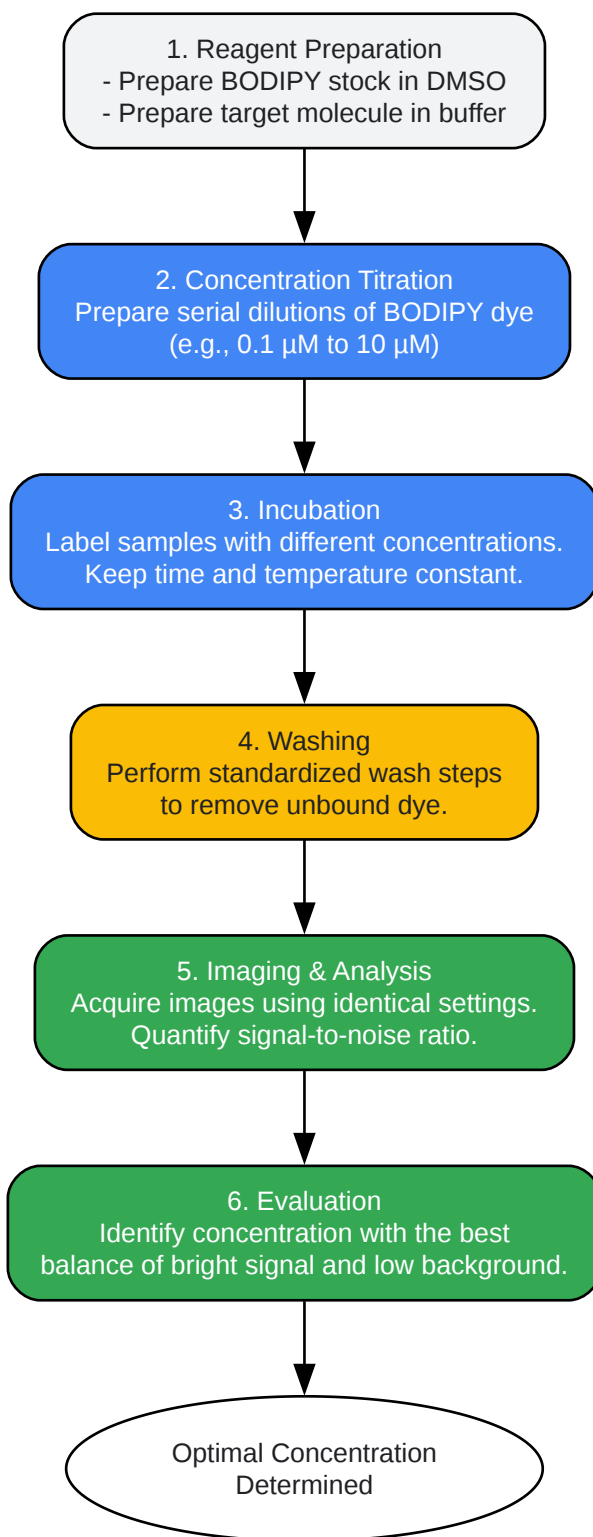 1. Reagent Preparation
- Prepare BODIPY stock in DMSO
- Prepare target molecule in buffer
2. Concentration Titration
Prepare serial dilutions of BODIPY dye
(e.g., 0.1 µM to 10 µM)
3. Incubation
Label samples with different concentrations.
Keep time and temperature constant.
4. Washing
Perform standardized wash steps
to remove unbound dye.
5. Imaging & Analysis
Acquire images using identical settings.
Quantify signal-to-noise ratio.
6. Evaluation
Identify concentration with the best
balance of bright signal and low background.
Optimal Concentration
Determined